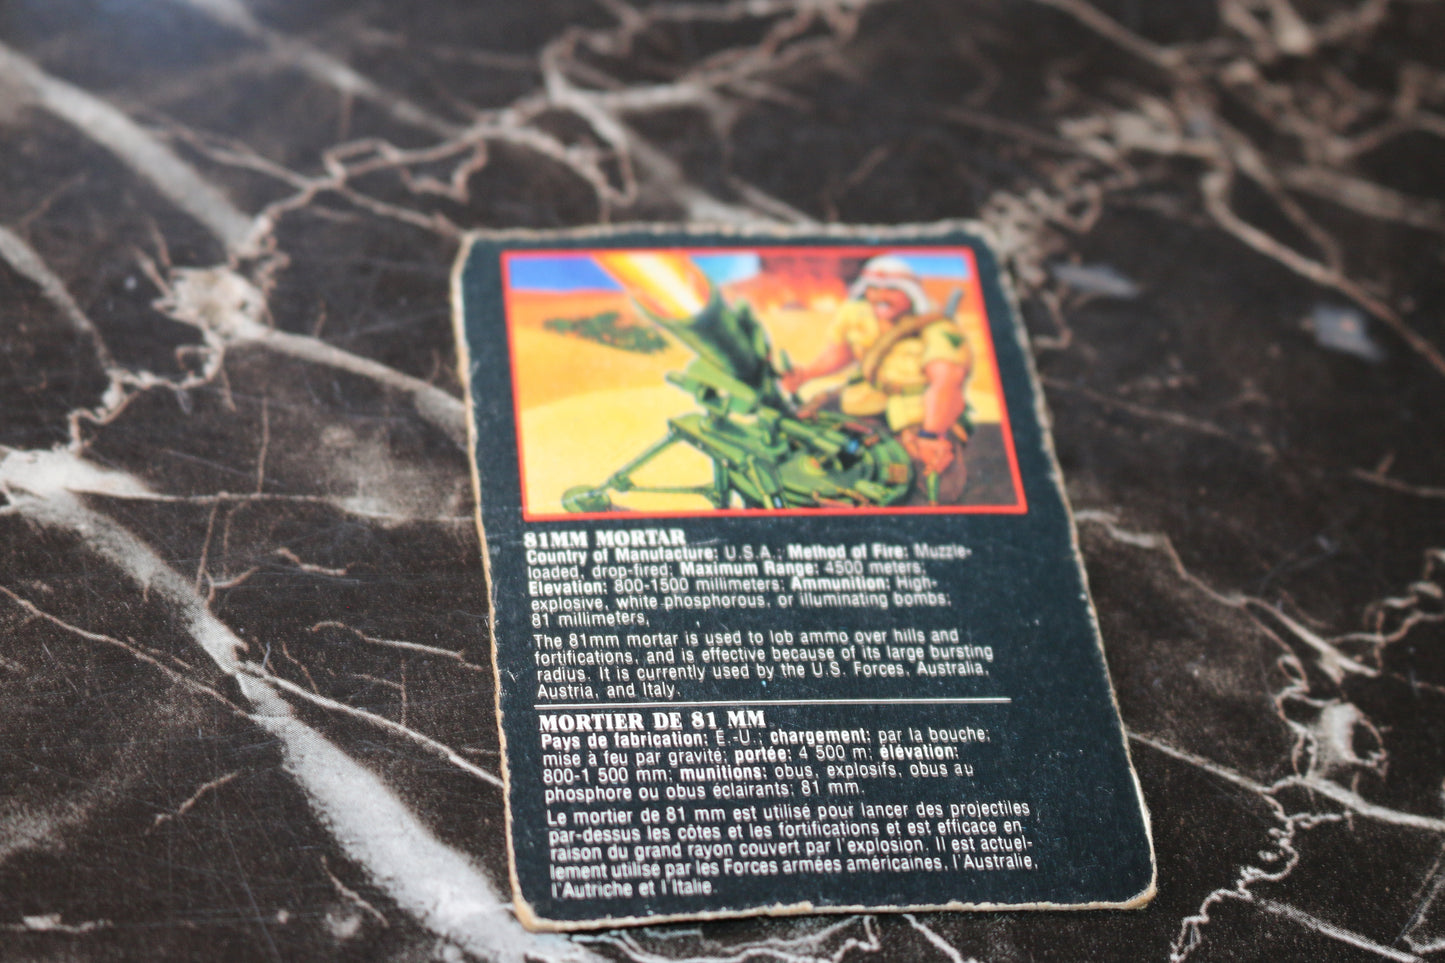 81MM MORTAR
Country of Manufacture: U.S.A.; Method of Fire: Muzzle-
loaded, drop-fired; Maximum Range: 4500 meters;
Elevation: 800-1500 millimeters; Ammunition: High-
explosive, white phosphorous, or illuminating bombs;
81 millimeters,
The 81mm mortar is used to lob ammo over hills and
fortifications, and is effective because of its large bursting
radius. It is currently used by the U.S. Forces, Australia,
Austria, and Italy.
MORTIER DE 81 MM
Pays de fabrication: É.-U.; chargement: par la bouche;
mise à feu par gravité; portée: 4 500 m; élévation:
800-1 500 mm; munitions: obus, explosifs, obus au
phosphore ou obus éclairants; 81 mm.
Le mortier de 81 mm est utilisé pour lancer des projectiles
par-dessus les côtes et les fortifications et est efficace en
raison du grand rayon couvert par l'explosion. Il est actuel-
lement utilisé par les Forces armées américaines, l'Australie,
l'Autriche et l'Italie.